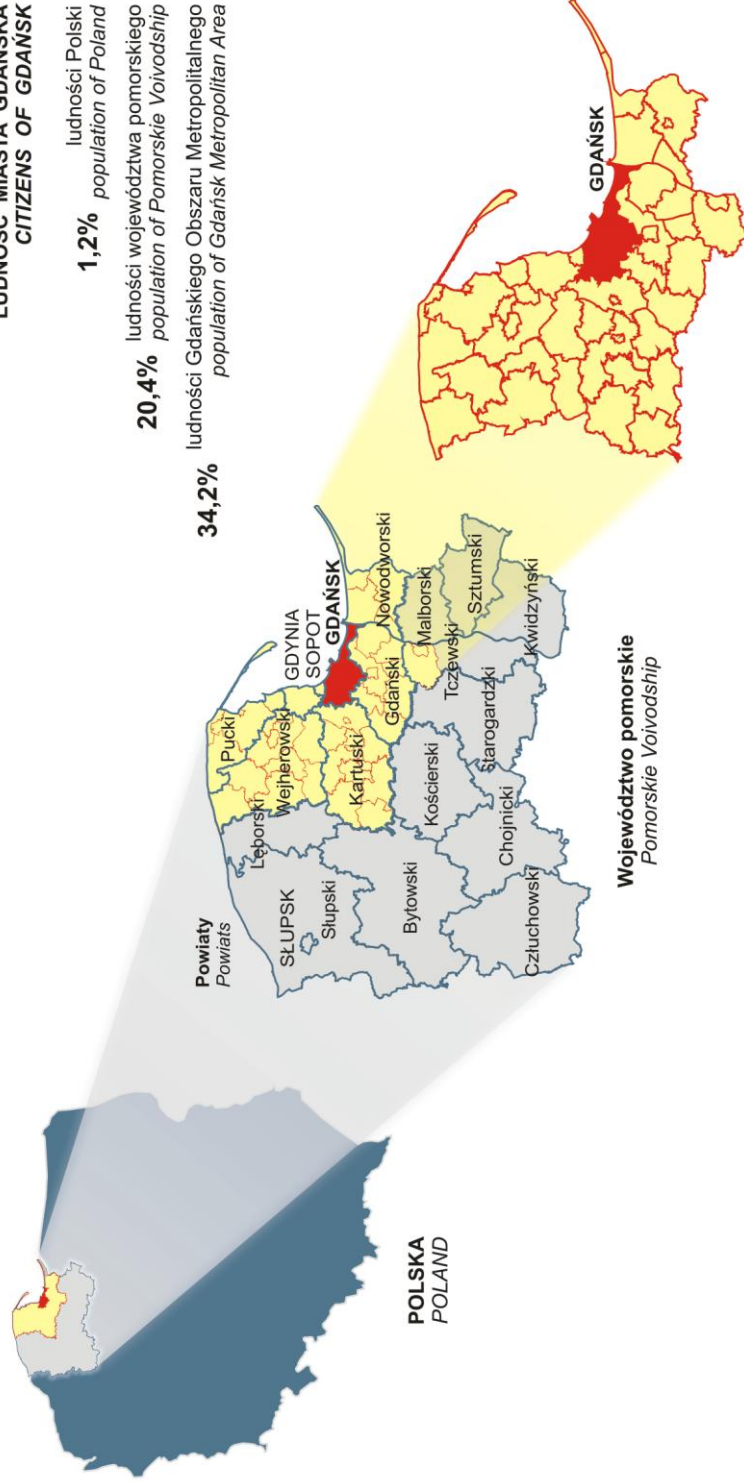 LUDNOŚĆ MIASTA GDAŃSKA
CITIZENS OF GDAŃSK
1,2% ludności Polski
population of Poland
20,4% ludności województwa pomorskiego
population of Pomorskie Voivodship
34,2% ludności Gdańskiego Obszaru Metropolitalnego
population of Gdańsk Metropolitan Area
POLSKA
POLAND
Powiaty
Powiats
Pucki
Lęborski
Wejherowski
GDYNIA
SOPOT
GDAŃSK
SŁUPSK
Słupski
Kartuski
Gdański
Nowodworski
Bytowski
Kościerski
Tczewski
Malborski
Starogardzki
Sztumski
Chojnicki
Człuchowski
Kwidzyński
Województwo pomorskie
Pomorskie Voivodship
GDAŃSK